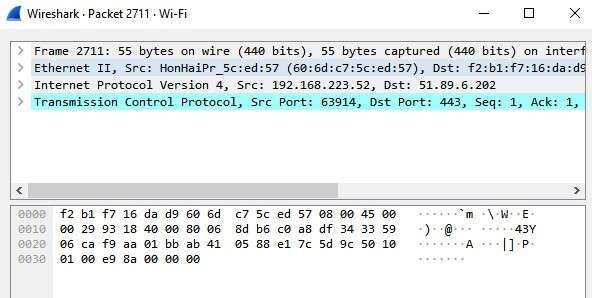 Wireshark · Packet 2711 · Wi-Fi
Frame 2711: 55 bytes on wire (440 bits), 55 bytes captured (440 bits) on interf
Ethernet II, Src: HonHaiPr_5c:ed:57 (60:6d:c7:5c:ed:57), Dst: f2:b1:f7:16:da:d9
Internet Protocol Version 4, Src: 192.168.223.52, Dst: 51.89.6.202
Transmission Control Protocol, Src Port: 63914, Dst Port: 443, Seq: 1, Ack: 1,
0000 f2 b1 f7 16 da d9 60 6d c7 5c ed 57 08 00 45 00 ······`m ·\·W··E·
0010 00 29 93 18 40 00 80 06 8d b6 c0 a8 df 34 33 59 ·)··@··· ·····43Y
0020 06 ca f9 aa 01 bb ab 41 05 88 e1 7c 5d 9c 50 10 ·······A ···|]·P·
0030 01 00 e9 8a 00 00 00 ·······